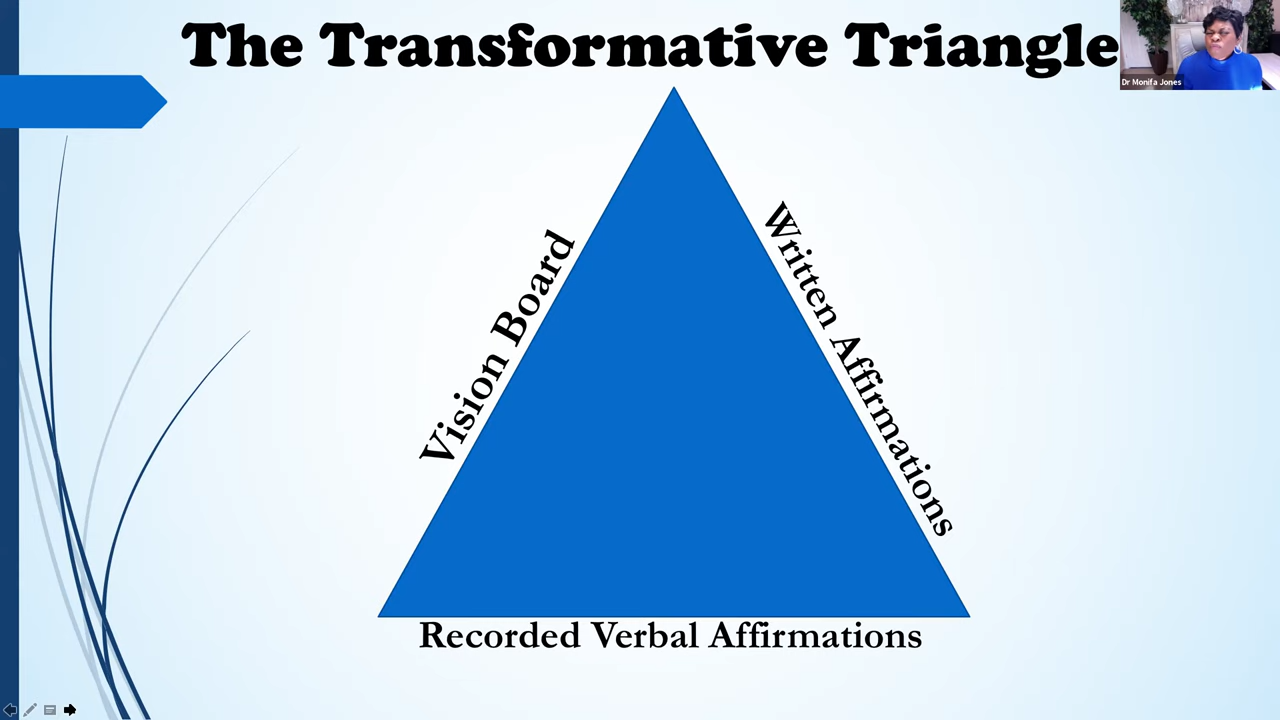 The Transformative Triangle
Dr Monifa Jones
Vision Board
Written Affirmations
Recorded Verbal Affirmations